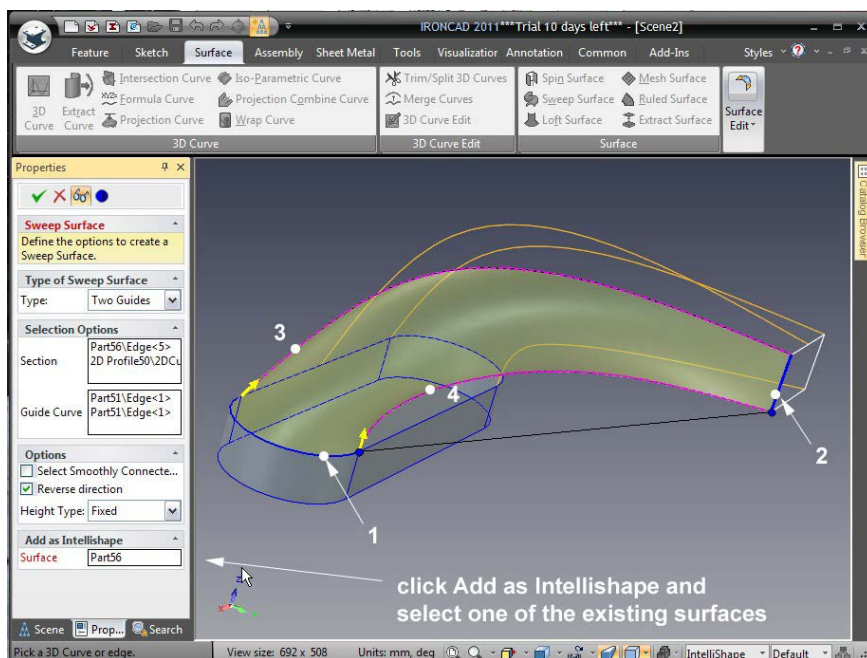 IRONCAD 2011***Trial 10 days left*** - [Scene2]
Feature Sketch Surface Assembly Sheet Metal Tools Visualization Annotation Common Add-Ins Styles
3D Curve
Extract Curve
Intersection Curve
Formula Curve
Projection Curve
Iso-Parametric Curve
Projection Combine Curve
Wrap Curve
3D Curve
Trim/Split 3D Curves
Merge Curves
3D Curve Edit
3D Curve Edit
Spin Surface
Sweep Surface
Loft Surface
Mesh Surface
Ruled Surface
Extract Surface
Surface
Surface Edit
Properties
Sweep Surface
Define the options to create a
Sweep Surface.
Type of Sweep Surface
Type: Two Guides
Selection Options
Section
Part56\Edge<5>
2D Profile50\2DCu
Guide Curve
Part51\Edge<1>
Part51\Edge<1>
Options
Select Smoothly Connecte...
Reverse direction
Height Type: Fixed
Add as Intellishape
Surface Part56
Scene Prop... Search
3
4
2
1
click Add as Intellishape and
select one of the existing surfaces
Catalog Browser
Pick a 3D Curve or edge. View size: 692 x 508 Units: mm, deg IntelliShape Default